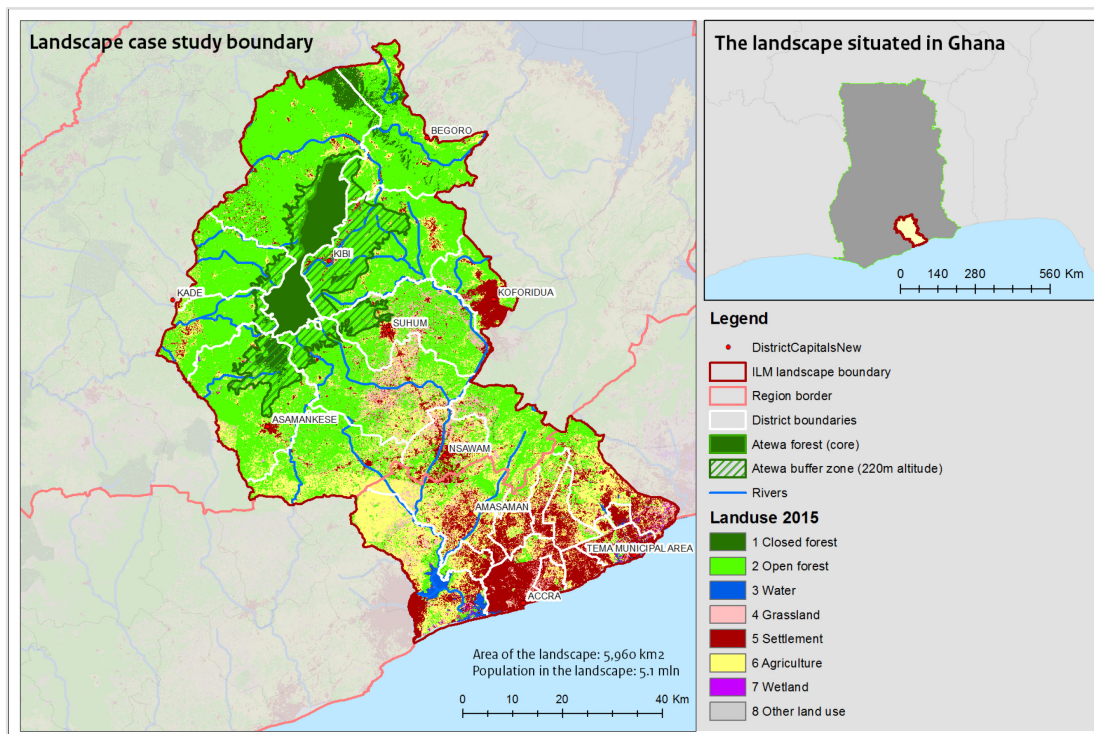 Landscape case study boundary
BEGORO
KIBI
KADE
KOFORIDUA
SUHUM
ASAMANKESE
NSAWAM
AMASAMAN
TEMA MUNICIPAL AREA
ACCRA
Area of the landscape: 5,960 km2
Population in the landscape: 5.1 mln
0 10 20 40 Km
The landscape situated in Ghana
0 140 280 560 Km
Legend
DistrictCapitalsNew
ILM landscape boundary
Region border
District boundaries
Atewa forest (core)
Atewa buffer zone (220m altitude)
Rivers
Landuse 2015
1 Closed forest
2 Open forest
3 Water
4 Grassland
5 Settlement
6 Agriculture
7 Wetland
8 Other land use